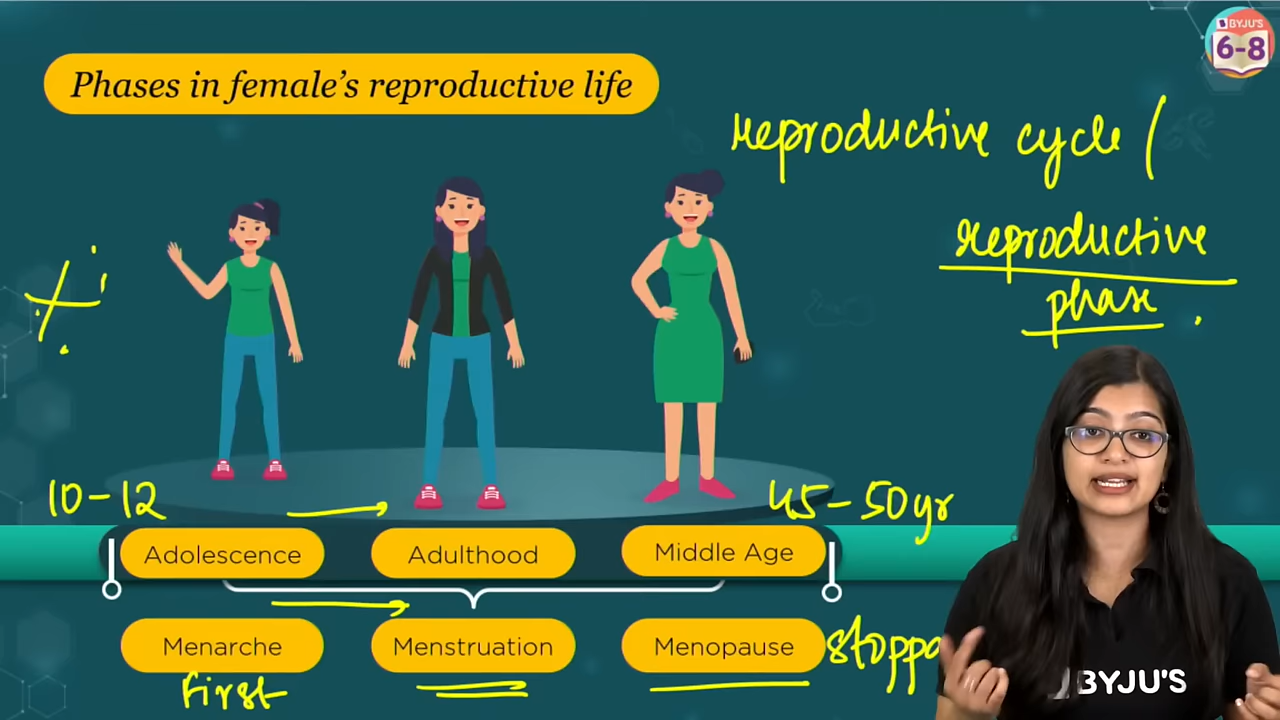 BYJU'S
6-8
Phases in female's reproductive life
reproductive cycle (
reproductive
phase.
10-12
45-50yr
Adolescence
Adulthood
Middle Age
Menarche
Menstruation
Menopause
first
BYJU'S